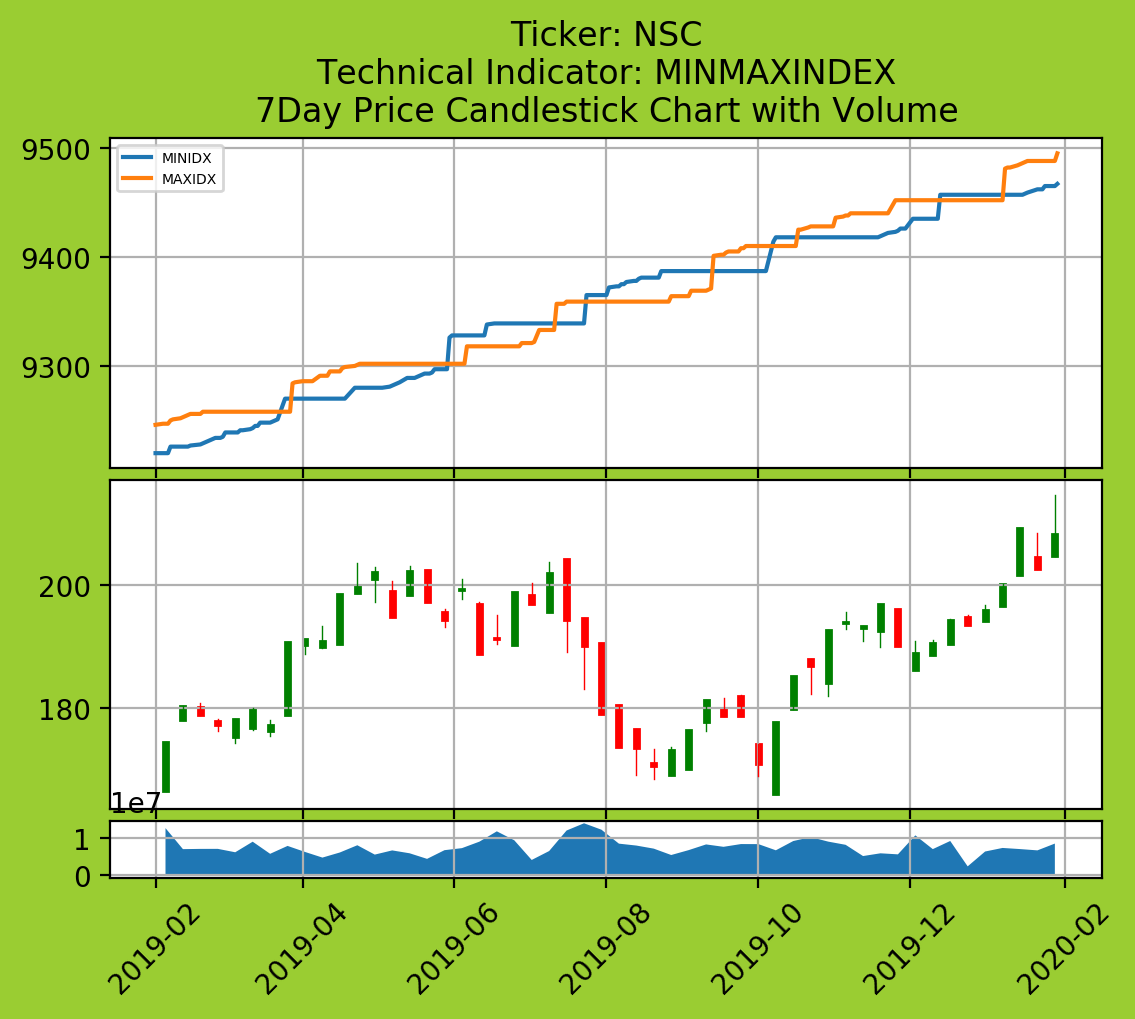 Ticker: NSC
Technical Indicator: MINMAXINDEX
7Day Price Candlestick Chart with Volume
9500
9400
9300
MINIDX
MAXIDX
200
180
1e7
1
0
2019-02
2019-04
2019-06
2019-08
2019-10
2019-12
2020-02